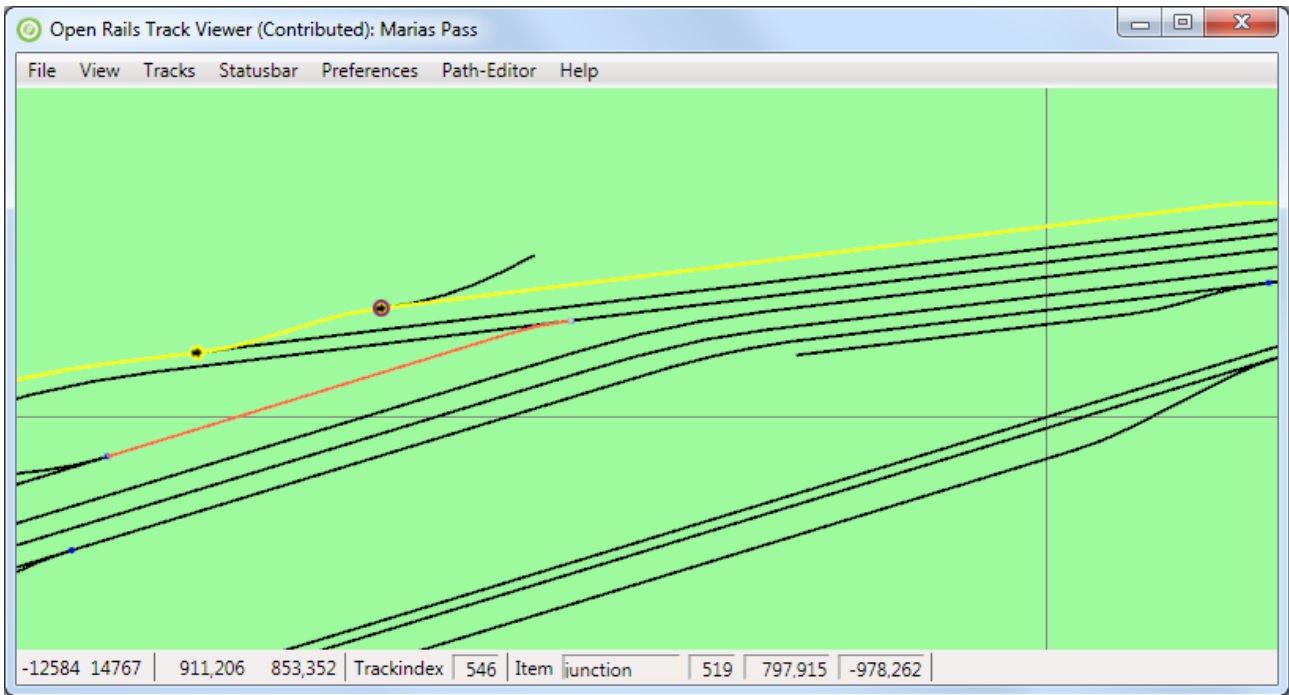 Open Rails Track Viewer (Contributed): Marias Pass
File View Tracks Statusbar Preferences Path-Editor Help
-12584 14767 911,206 853,352 Trackindex 546 Item junction 519 797,915 -978,262